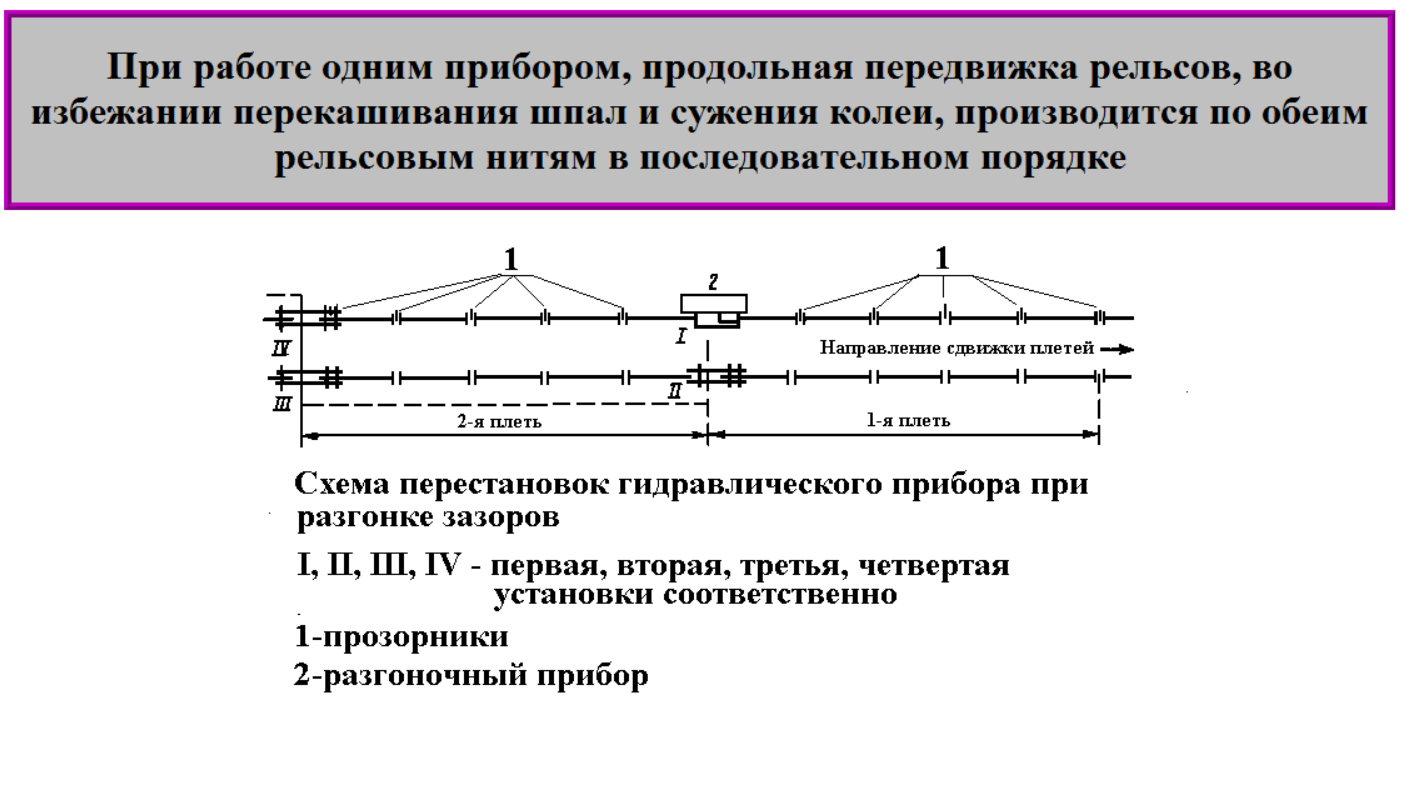 При работе одним прибором, продольная передвижка рельсов, во
избежании перекашивания шпал и сужения колеи, производится по обеим
рельсовым нитям в последовательном порядке
1
1
2
I
IV
Направление сдвижки плетей
II
III
2-я плеть
1-я плеть
Схема перестановок гидравлического прибора при
разгонке зазоров
I, II, III, IV - первая, вторая, третья, четвертая
установки соответственно
1-прозорники
2-разгоночный прибор